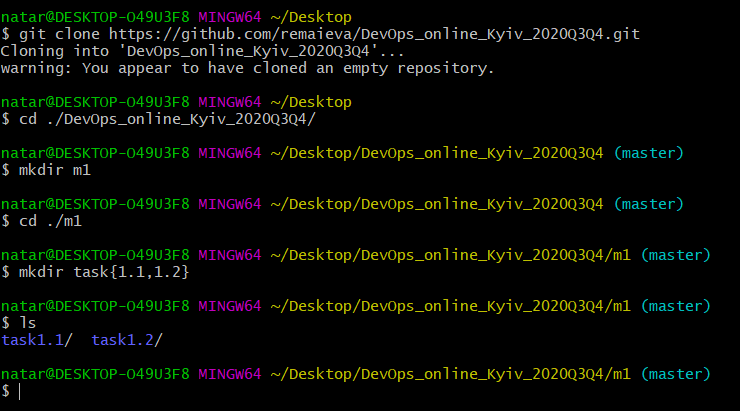 natar@DESKTOP-O49U3F8 MINGW64 ~/Desktop
$ git clone https://github.com/remaieva/DevOps_online_Kyiv_2020Q3Q4.git
Cloning into 'DevOps_online_Kyiv_2020Q3Q4'...
warning: You appear to have cloned an empty repository.
natar@DESKTOP-O49U3F8 MINGW64 ~/Desktop
$ cd ./DevOps_online_Kyiv_2020Q3Q4/
natar@DESKTOP-O49U3F8 MINGW64 ~/Desktop/DevOps_online_Kyiv_2020Q3Q4 (master)
$ mkdir m1
natar@DESKTOP-O49U3F8 MINGW64 ~/Desktop/DevOps_online_Kyiv_2020Q3Q4 (master)
$ cd ./m1
natar@DESKTOP-O49U3F8 MINGW64 ~/Desktop/DevOps_online_Kyiv_2020Q3Q4/m1 (master)
$ mkdir task{1.1,1.2}
natar@DESKTOP-O49U3F8 MINGW64 ~/Desktop/DevOps_online_Kyiv_2020Q3Q4/m1 (master)
$ ls
task1.1/  task1.2/
natar@DESKTOP-O49U3F8 MINGW64 ~/Desktop/DevOps_online_Kyiv_2020Q3Q4/m1 (master)
$